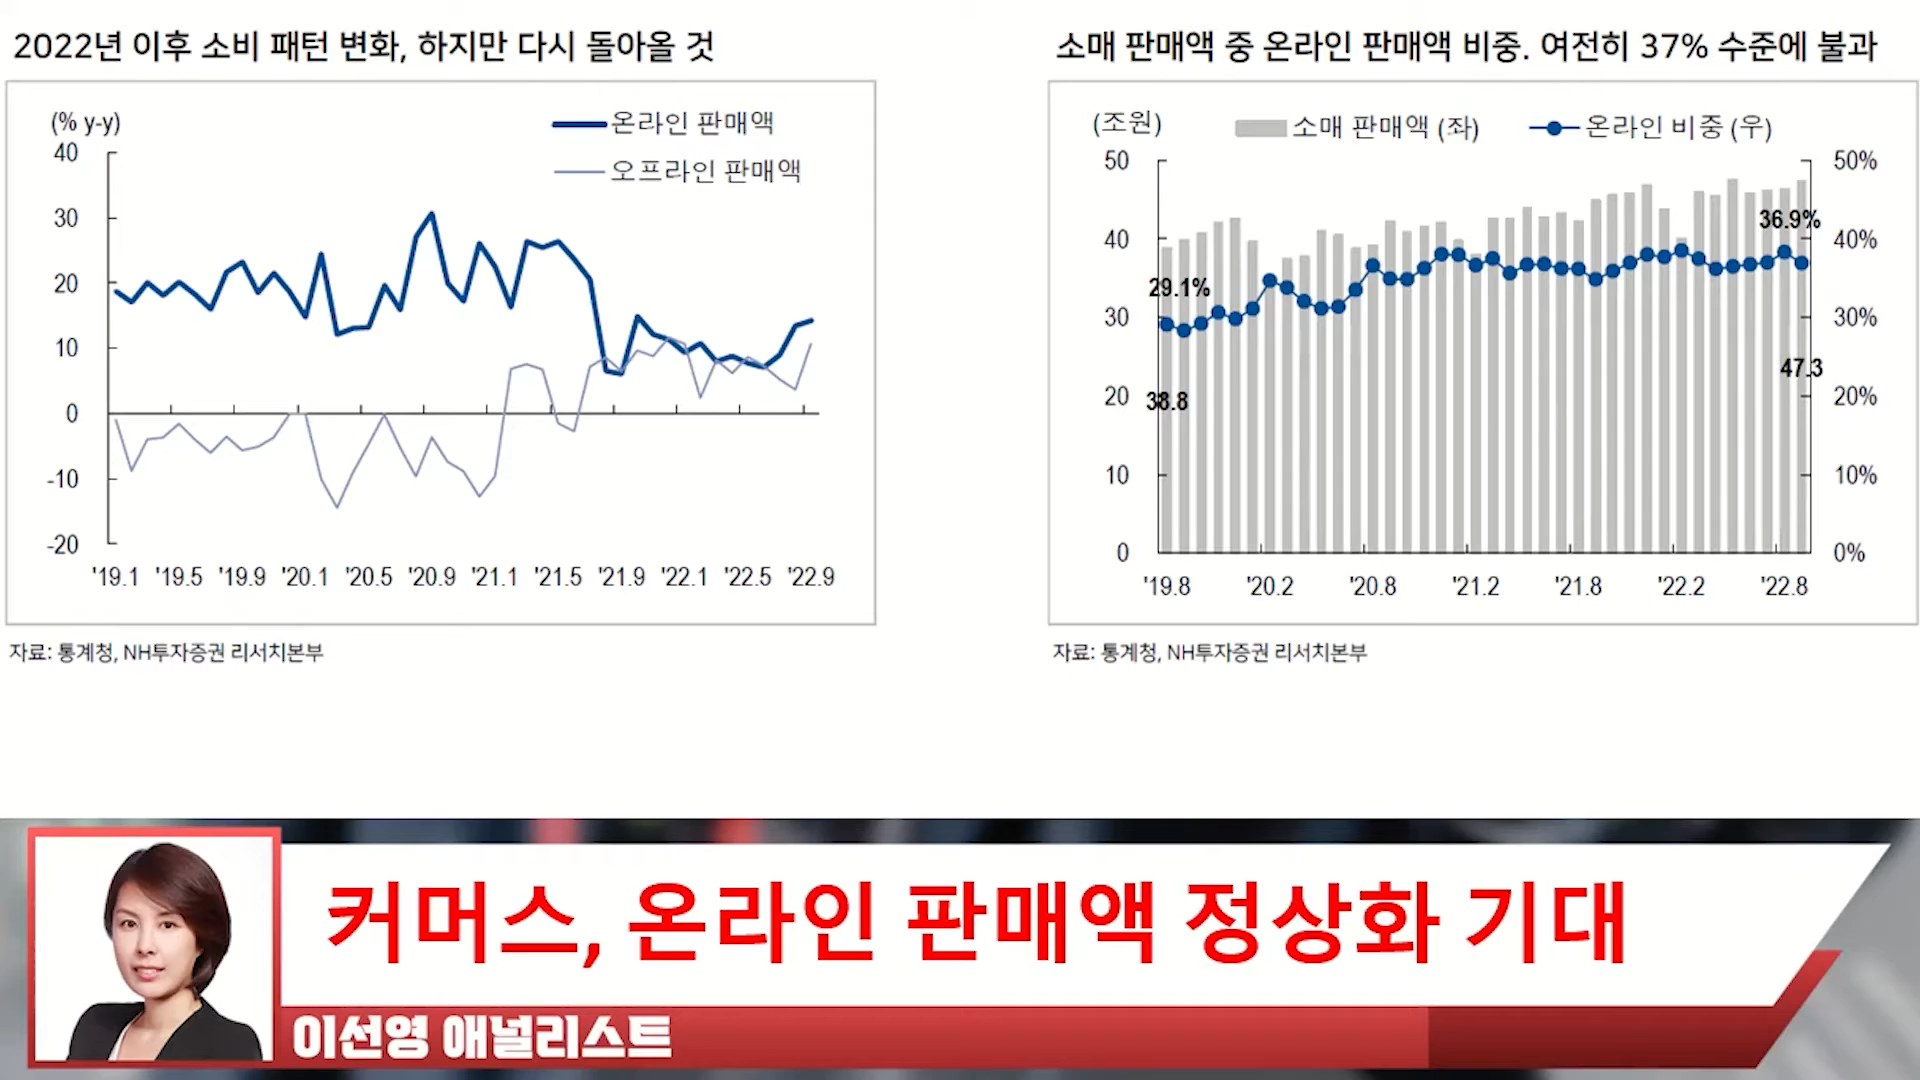 2022년 이후 소비 패턴 변화, 하지만 다시 돌아올 것
(% y-y)
온라인 판매액
오프라인 판매액
40
30
20
10
0
-10
-20
'19.1 '19.5 '19.9 '20.1 '20.5 '20.9 '21.1 '21.5 '21.9 '22.1 '22.5 '22.9
자료: 통계청, NH투자증권 리서치본부
소매 판매액 중 온라인 판매액 비중. 여전히 37% 수준에 불과
(조원)
소매 판매액 (좌) 온라인 비중 (우)
50 50%
40 40%
36.9%
29.1%
30 30%
47.3
20 38.8 20%
10 10%
0 0%
'19.8 '20.2 '20.8 '21.2 '21.8 '22.2 '22.8
자료: 통계청, NH투자증권 리서치본부
커머스, 온라인 판매액 정상화 기대
이선영 애널리스트